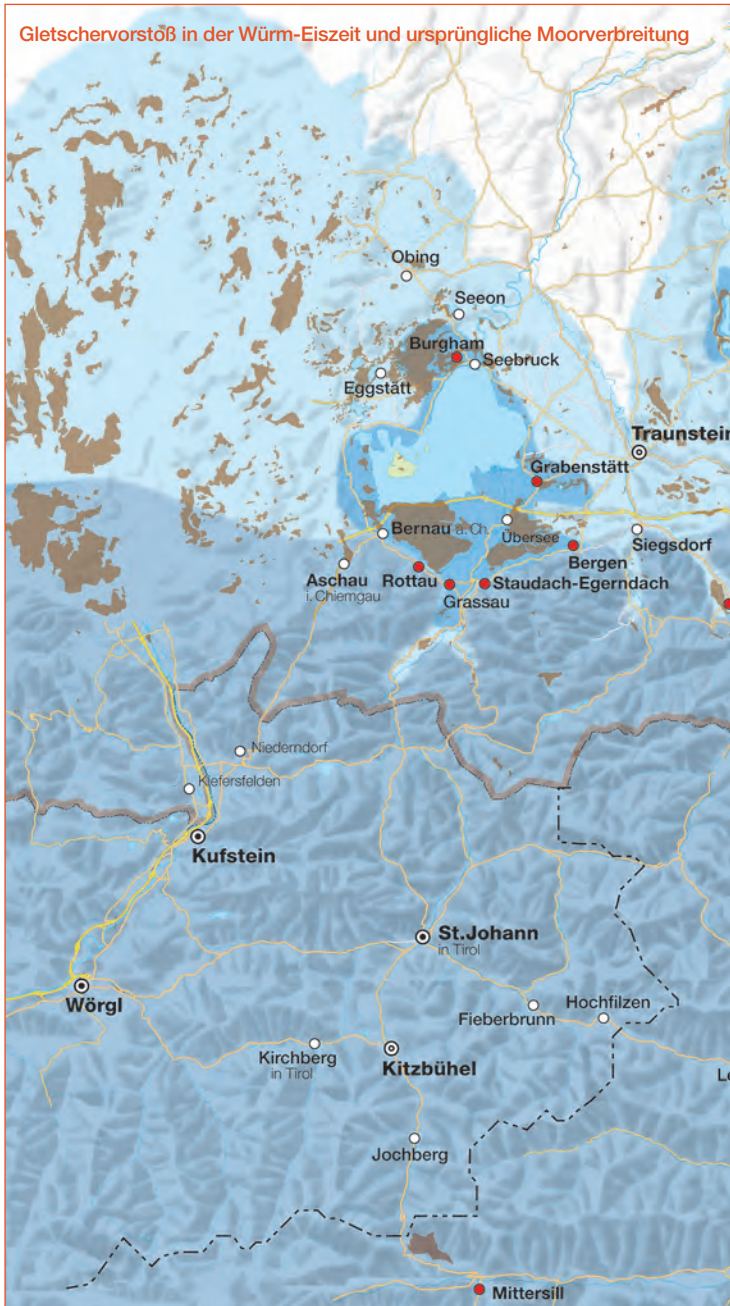 Gletschervorstoß in der Würm-Eiszeit und ursprüngliche Moorverbreitung
Obing
Seeon
Burgham
Seebruck
Eggstätt
Traunstein
Grabenstätt
Bernau a. Ch.
Übersee
Siegsdorf
Bergen
Aschau
i. Chiemgau
Rottau
Staudach-Egerndach
Grassau
Niederndorf
Kiefersfelden
Kufstein
St.Johann
in Tirol
Wörgl
Fieberbrunn
Hochfilzen
Kirchberg
in Tirol
Kitzbühel
Le
Jochberg
Mittersill